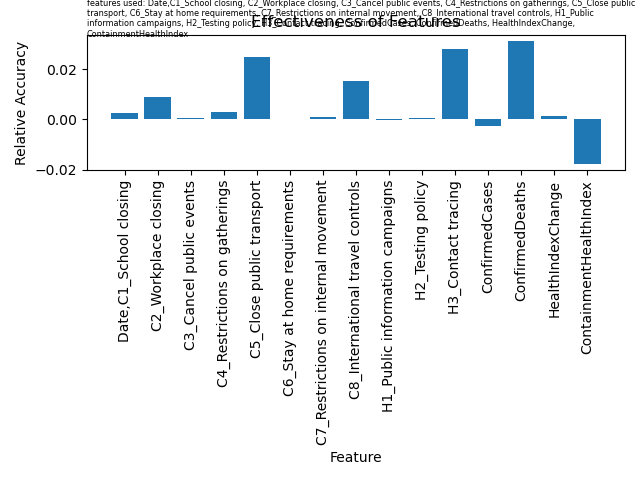 features used: Date,C1_School closing, C2_Workplace closing, C3_Cancel public events, C4_Restrictions on gatherings, C5_Close public
transport, C6_Stay at home requirements, C7_Restrictions on internal movement, C8_International travel controls, H1_Public
Effectiveness of Features
information campaigns, H2_Testing policy, H3_Contact tracing, ConfirmedCases, ConfirmedDeaths, HealthIndexChange,
ContainmentHealthIndex
Relative Accuracy
0.02
0.00
−0.02
Date,C1_School closing
C2_Workplace closing
C3_Cancel public events
C4_Restrictions on gatherings
C5_Close public transport
C6_Stay at home requirements
C7_Restrictions on internal movement
C8_International travel controls
H1_Public information campaigns
H2_Testing policy
H3_Contact tracing
ConfirmedCases
ConfirmedDeaths
HealthIndexChange
ContainmentHealthIndex
Feature